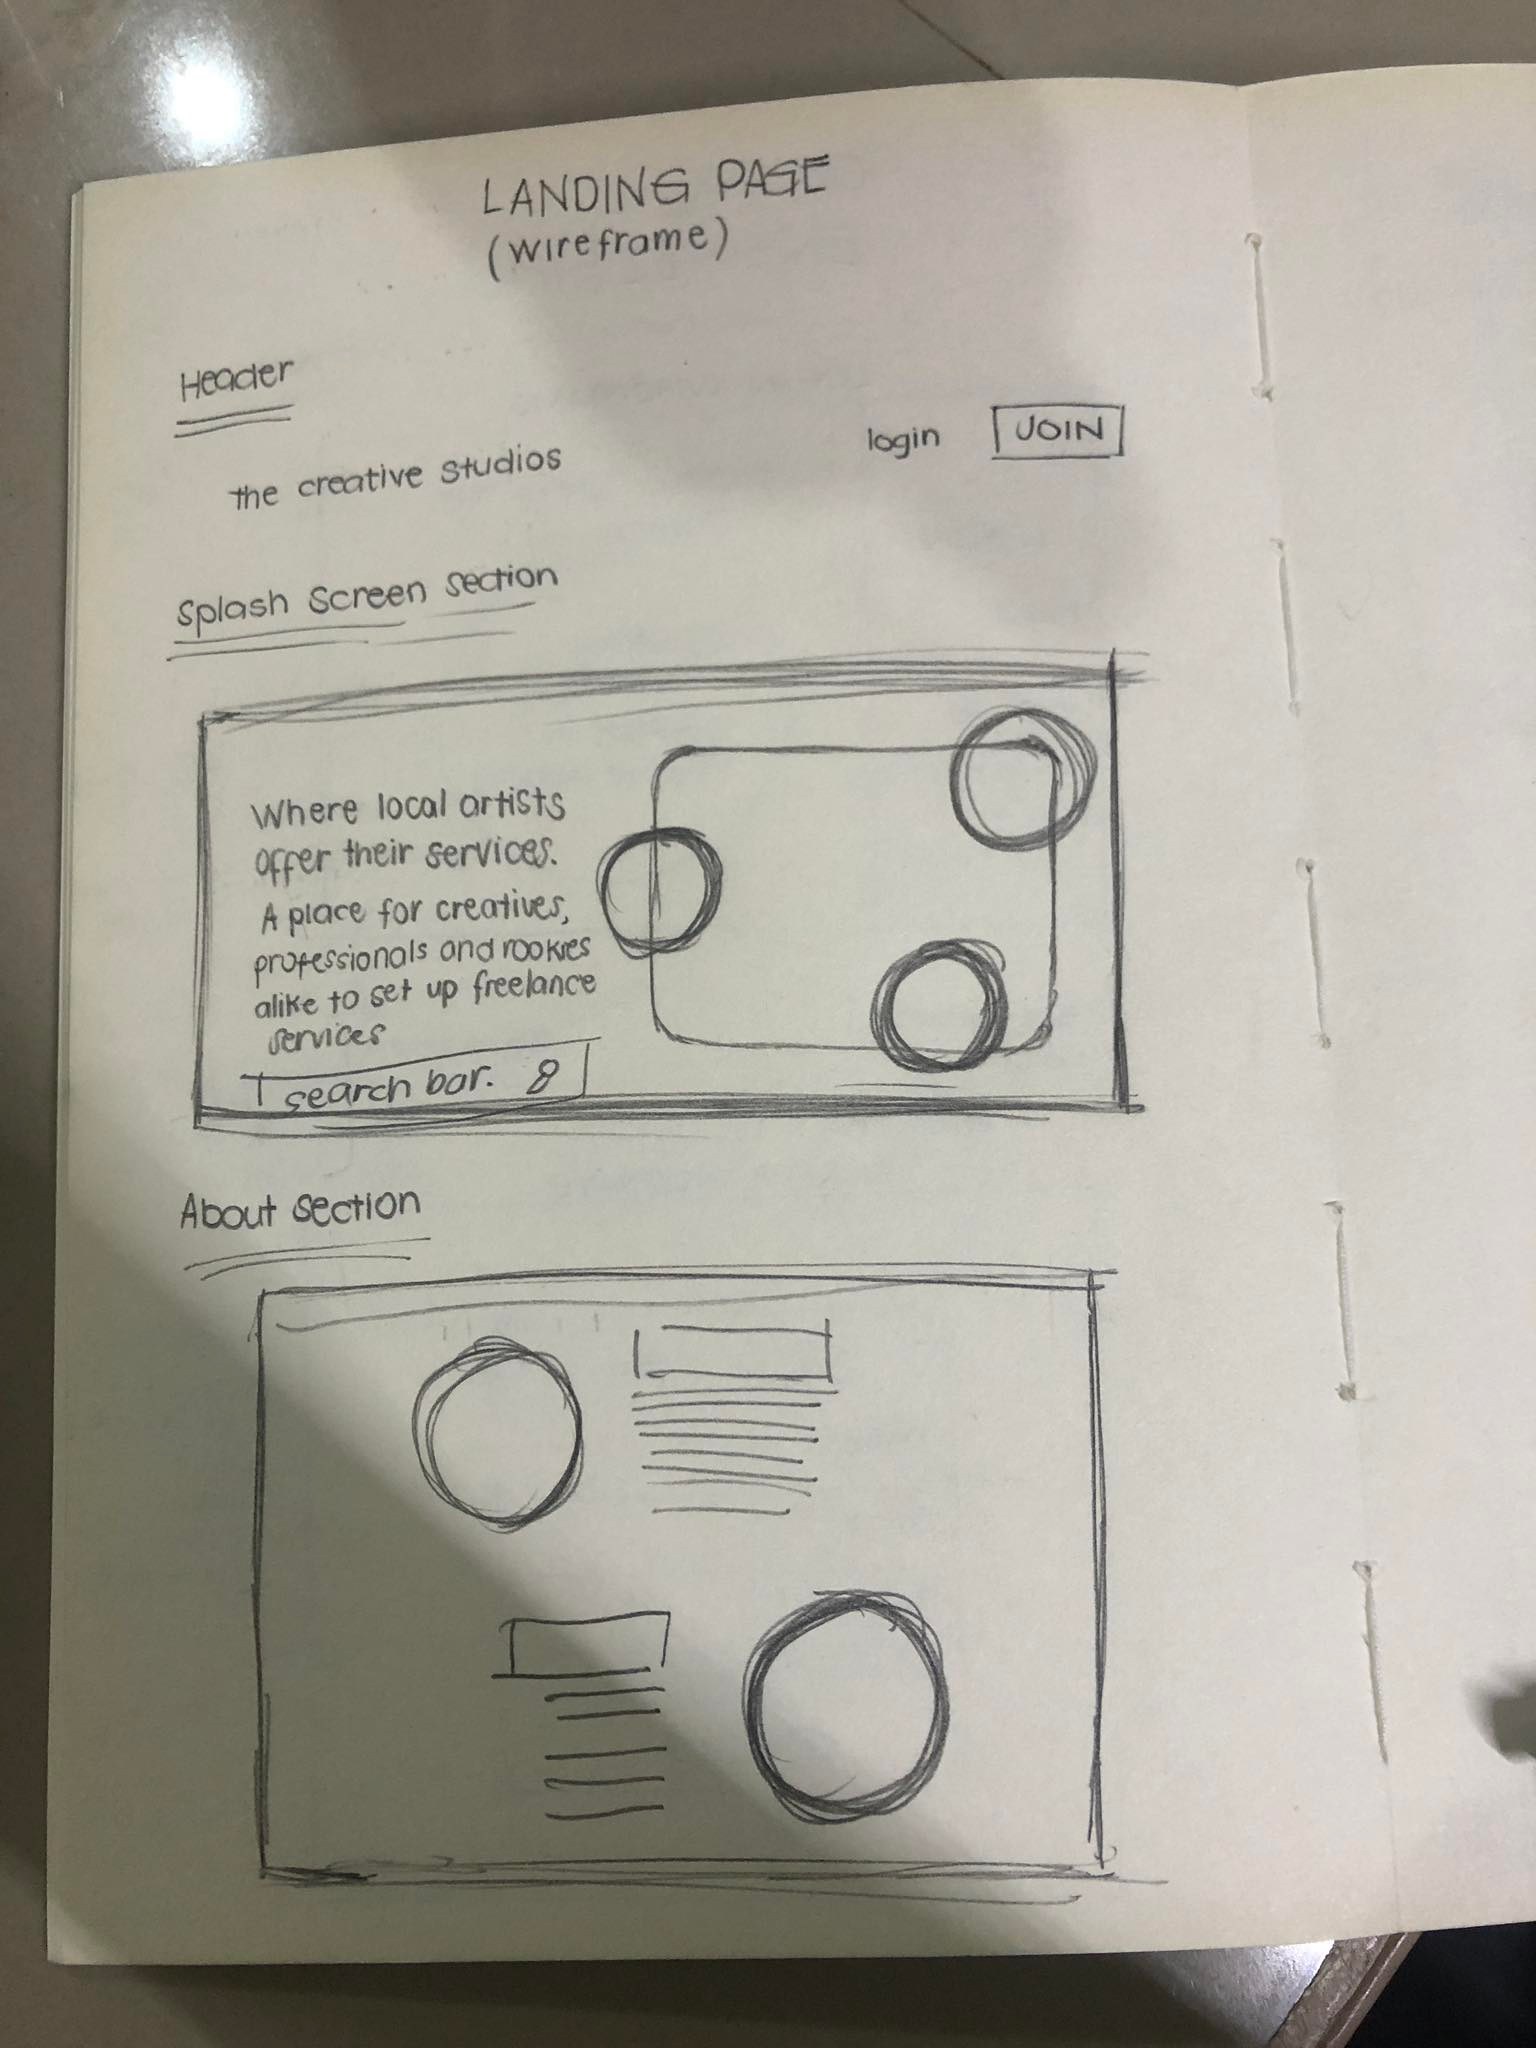 LANDING PAGE
(wireframe)
Header
the creative studios
login
JOIN
Splash Screen section
Where local artists
offer their services.
A place for creatives,
professionals and rookies
alike to set up freelance
services
search bar.
About section